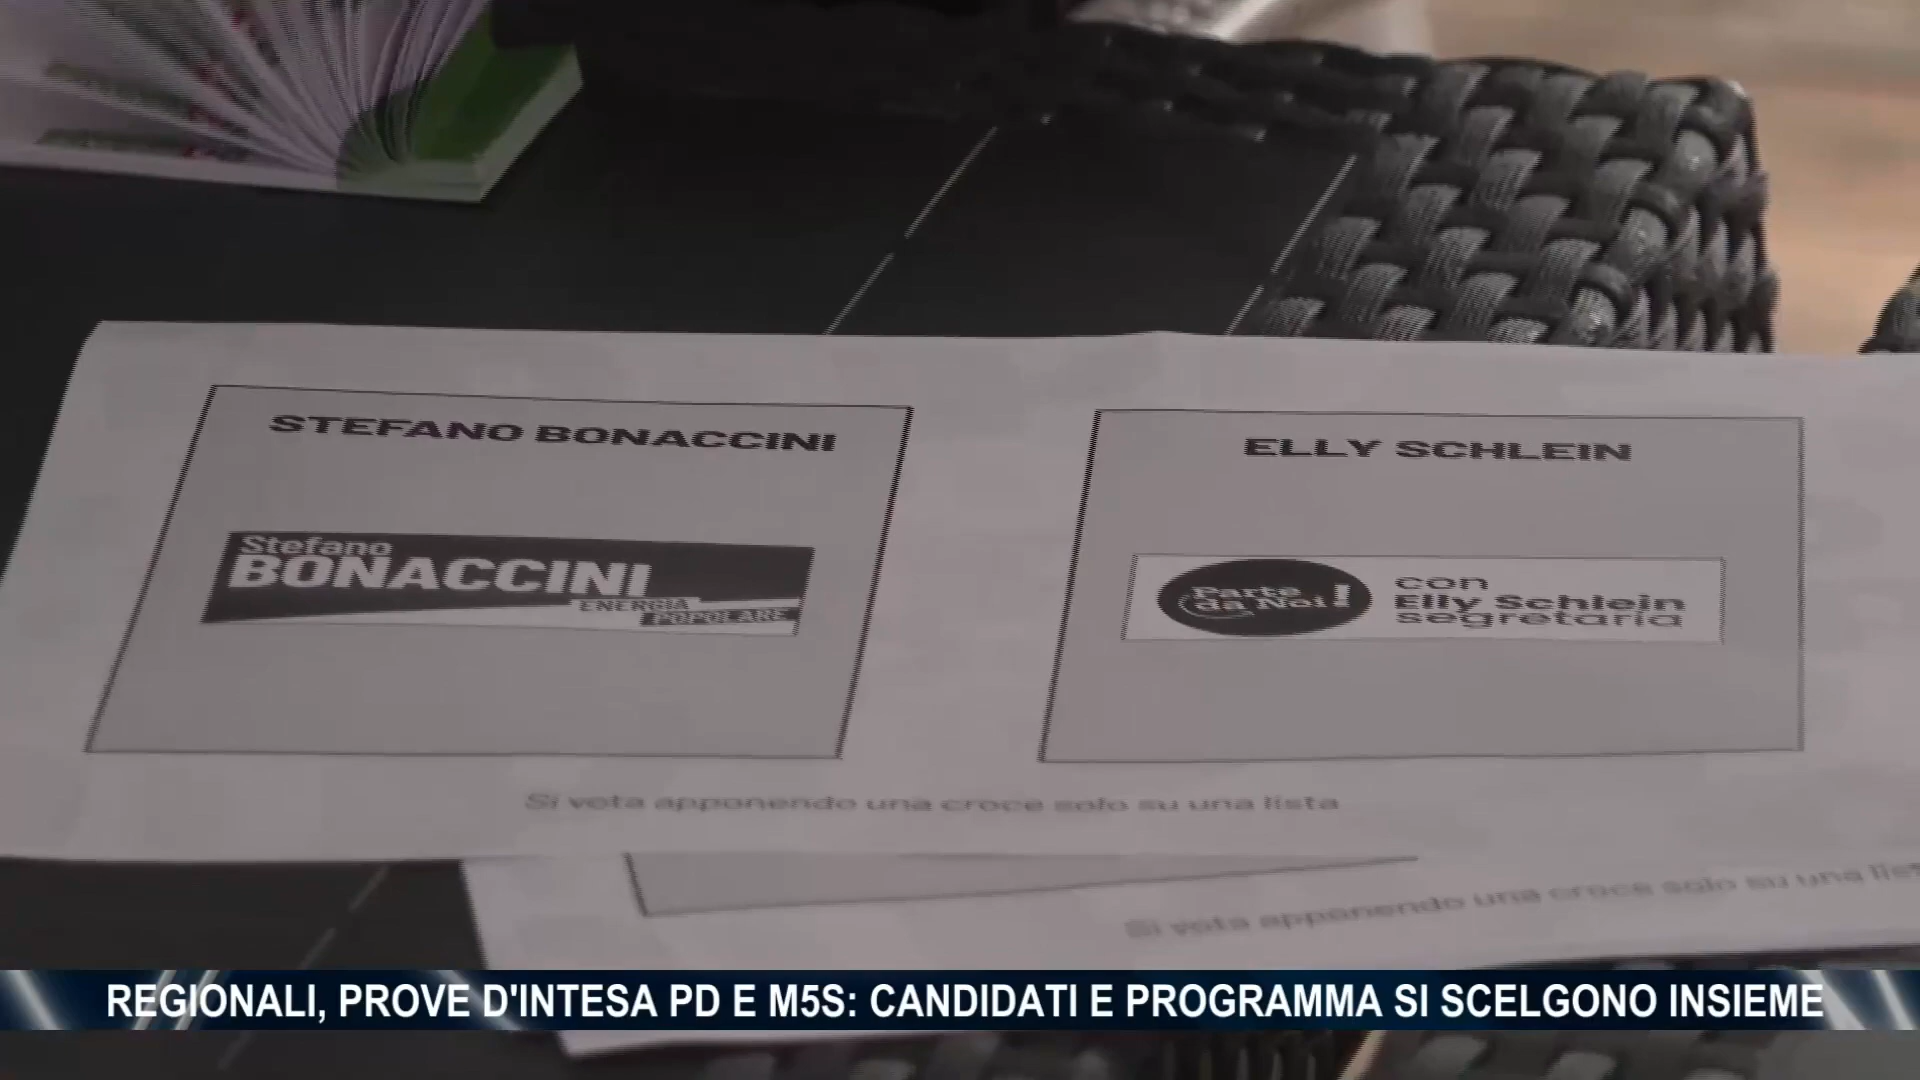 STEFANO BONACCINI
Stefano
BONACCINI
ENERGIA
POPOLARE
ELLY SCHLEIN
Parte
da Noi!
con
Elly Schlein
segretaria
Si vota apponendo una croce solo su una lista
Si vota apponendo una croce solo su una list
REGIONALI, PROVE D'INTESA PD E M5S: CANDIDATI E PROGRAMMA SI SCELGONO INSIEME